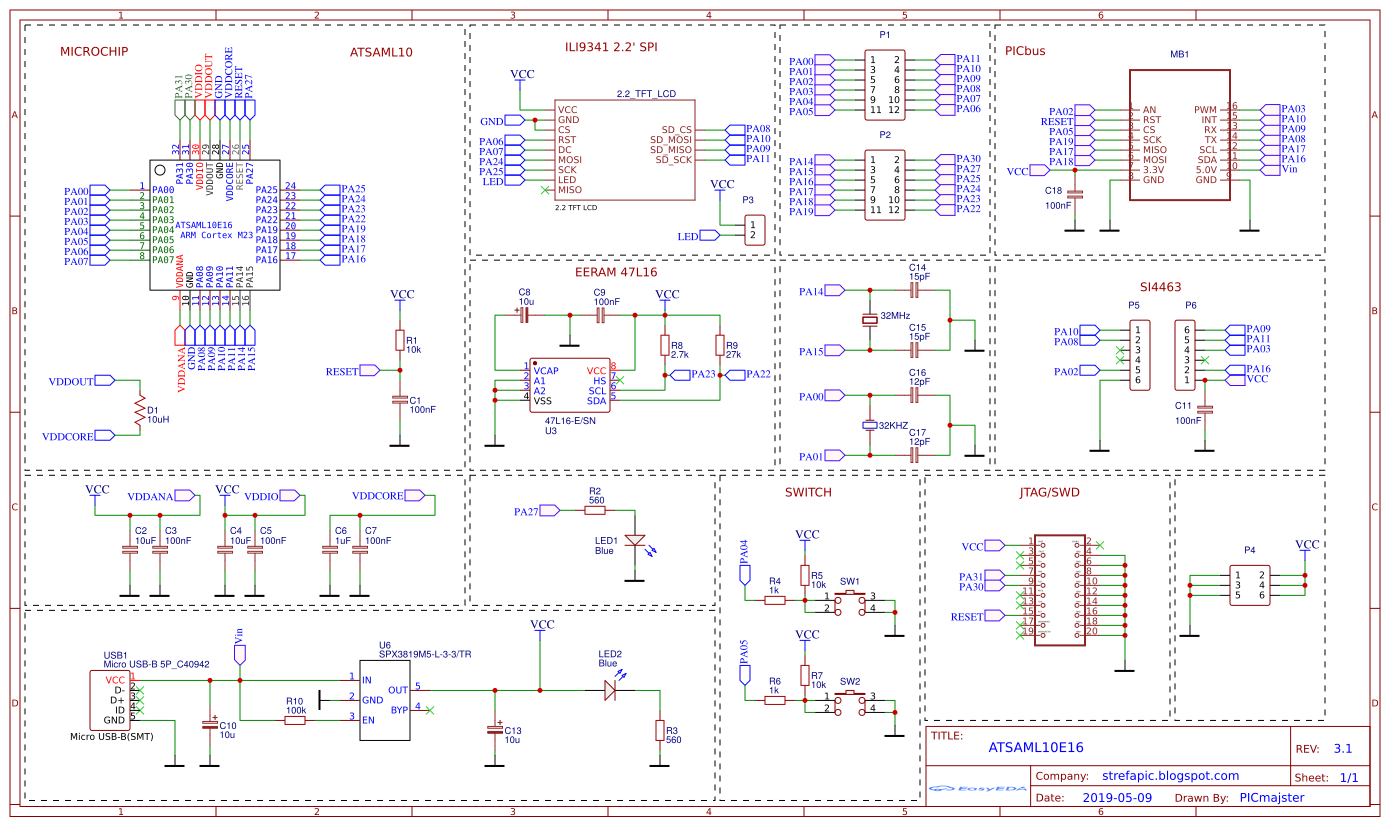 1 2 3 4 5 6
A
B
C
D
MICROCHIP
ATSAML10
PA31
PA30
VDDIO
VDDOUT
GND
VDDCORE
RESET
PA27
32 31 30 29 28 27 26 25
PA31 PA30 VDDIO VDDOUT GND VDDCORE RESET PA27
PA00 1 PA00 PA25 24 PA25
PA01 2 PA01 PA24 23 PA24
PA02 3 PA02 PA23 22 PA23
PA03 4 PA03 PA22 21 PA22
PA04 5 PA04 PA19 20 PA19
PA05 6 PA05 PA18 19 PA18
PA06 7 PA06 PA17 18 PA17
PA07 8 PA07 PA16 17 PA16
ATSAML10E16
ARM Cortex M23
VDDANA GND PA08 PA09 PA10 PA11 PA14 PA15
9 10 11 12 13 14 15 16
VDDANA GND PA08 PA09 PA10 PA11 PA14 PA15
VDDOUT
D1
10uH
VDDCORE
VCC
R1
10k
RESET
C1
100nF
ILI9341 2.2' SPI
VCC
2.2_TFT_LCD
VCC
GND GND
CS SD_CS PA08
PA06 RST SD_MOSI PA10
PA07 DC SD_MISO PA09
PA24 MOSI SD_SCK PA11
PA25 SCK
LED LED
MISO
2.2 TFT LCD
VCC
P3
1
LED 2
P1
PA00 1 2 PA11
PA01 3 4 PA10
PA02 5 6 PA09
PA03 7 8 PA08
PA04 9 10 PA07
PA05 11 12 PA06
P2
PA14 1 2 PA30
PA15 3 4 PA27
PA16 5 6 PA25
PA17 7 8 PA24
PA18 9 10 PA23
PA19 11 12 PA22
PICbus
MB1
PA02 AN PWM 16 PA03
RESET RST INT 15 PA10
PA05 CS RX PA09
PA19 SCK TX PA08
PA17 MISO SCL 12 PA17
PA18 MOSI SDA 11 PA16
VCC 3.3V 5.0V 10 Vin
GND GND
C18
100nF
EERAM 47L16
C8
10u
C9
100nF
VCC
R8
2.7k
R9
27k
1 VCAP VCC 8
2 A1 HS 7
3 A2 SCL 6
4 VSS SDA 5
PA23
PA22
47L16-E/SN
U3
C14
15pF
PA14
32MHz
C15
15pF
PA15
C16
12pF
PA00
32KHZ
C17
12pF
PA01
SI4463
P5 P6
PA10 1 6 PA09
PA08 2 5 PA11
3 4 PA03
4 3
PA02 5 2 PA16
6 1 VCC
C11
100nF
VCC
VDDANA
C2
10uF
C3
100nF
VCC
VDDIO
C4
10uF
C5
100nF
VDDCORE
C6
1uF
C7
100nF
PA27
R2
560
LED1
Blue
SWITCH
PA04
VCC
R4
1k
R5
10k
SW1
1 3
2 4
PA05
VCC
R6
1k
R7
10k
SW2
1 3
2 4
JTAG/SWD
VCC 1 2
3 4
5 6
PA31 7 8
PA30 9 10
11 12
13 14
RESET 15 16
17 18
19 20
P4
VCC
1 2
3 4
5 6
USB1
Micro USB-B 5P_C40942
VCC 1
D- 2
D+ 3
ID 4
GND 5
Micro USB-B(SMT)
Vin
C10
10u
R10
100k
U6
SPX3819M5-L-3-3/TR
1 IN
OUT 5
2 GND
BYP 4
3 EN
VCC
C13
10u
LED2
Blue
R3
560
TITLE:
ATSAML10E16
REV: 3.1
EasyEDA
Company: strefapic.blogspot.com
Sheet: 1/1
Date: 2019-05-09 Drawn By: PICmajster
A
B
C
D
1 2 3 4 5 6